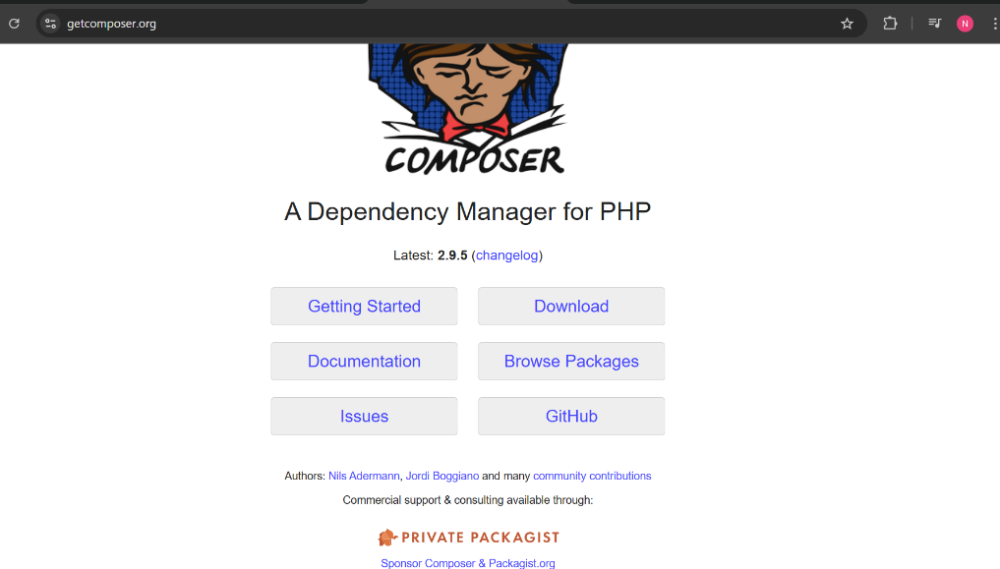 getcomposer.org
N
COMPOSER
A Dependency Manager for PHP
Latest: 2.9.5 (changelog)
Getting Started
Download
Documentation
Browse Packages
Issues
GitHub
Authors: Nils Adermann, Jordi Boggiano and many community contributions
Commercial support & consulting available through:
PRIVATE PACKAGIST
Sponsor Composer & Packagist.org